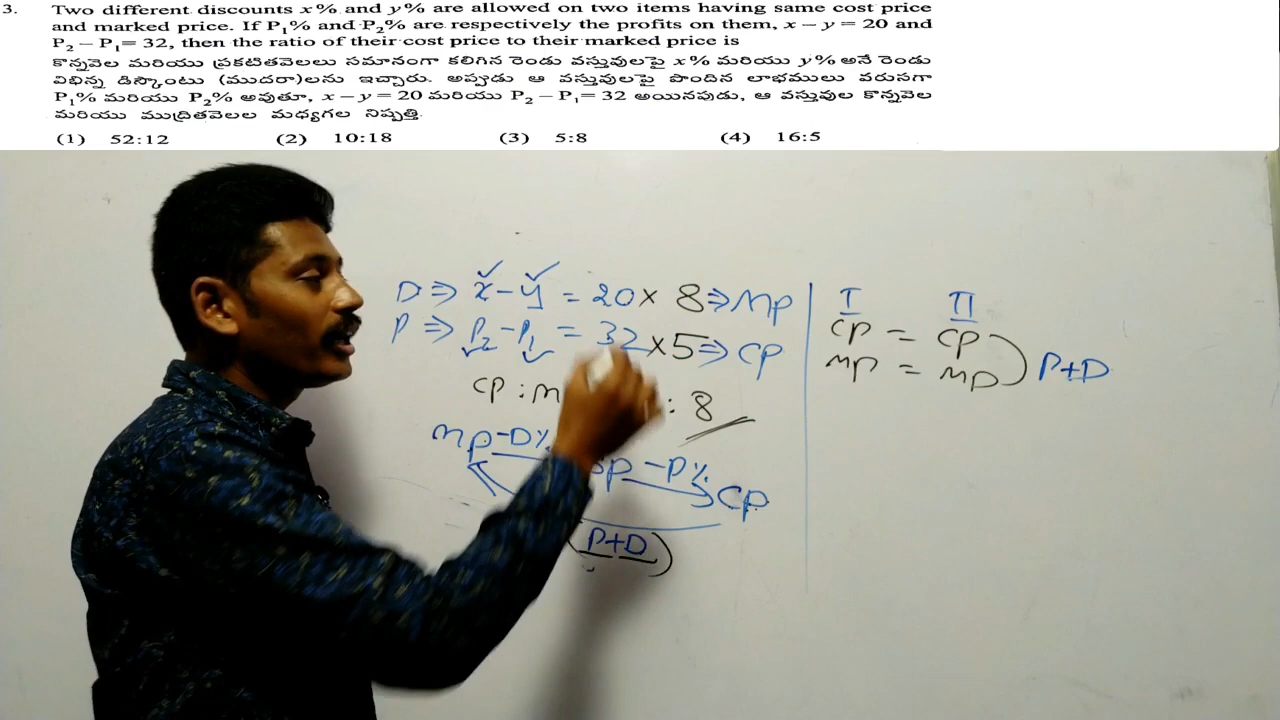 3. Two different discounts x% and y% are allowed on two items having same cost price
and marked price. If P₁% and P₂% are respectively the profits on them, x – y = 20 and
P₂ – P₁= 32, then the ratio of their cost price to their marked price is
కొన్నవెల మరియు ప్రకటితవెలలు సమానంగా కలిగిన రెండు వస్తువులపై x% మరియు y% అనే రెండు
విభిన్న డిస్కౌంటు (ముదరా)లను ఇచ్చారు. అప్పుడు ఆ వస్తువులపై పొందిన లాభములు వరుసగా
P₁% మరియు P₂% అవుతూ, x – y = 20 మరియు P₂ – P₁= 32 అయినపుడు, ఆ వస్తువుల కొన్నవెల
మరియు ముద్రితవెలల మధ్యగల నిష్పత్తి.
(1) 52:12 (2) 10:18 (3) 5:8 (4) 16:5
D ⇒ x – y = 20 × 8 ⇒ MP
P ⇒ P₂ – P₁ = 32 × 5 ⇒ CP
CP : M : 8
MP –D% SP –P% CP
(P+D)
I II
CP = CP
MP = MP) P+D